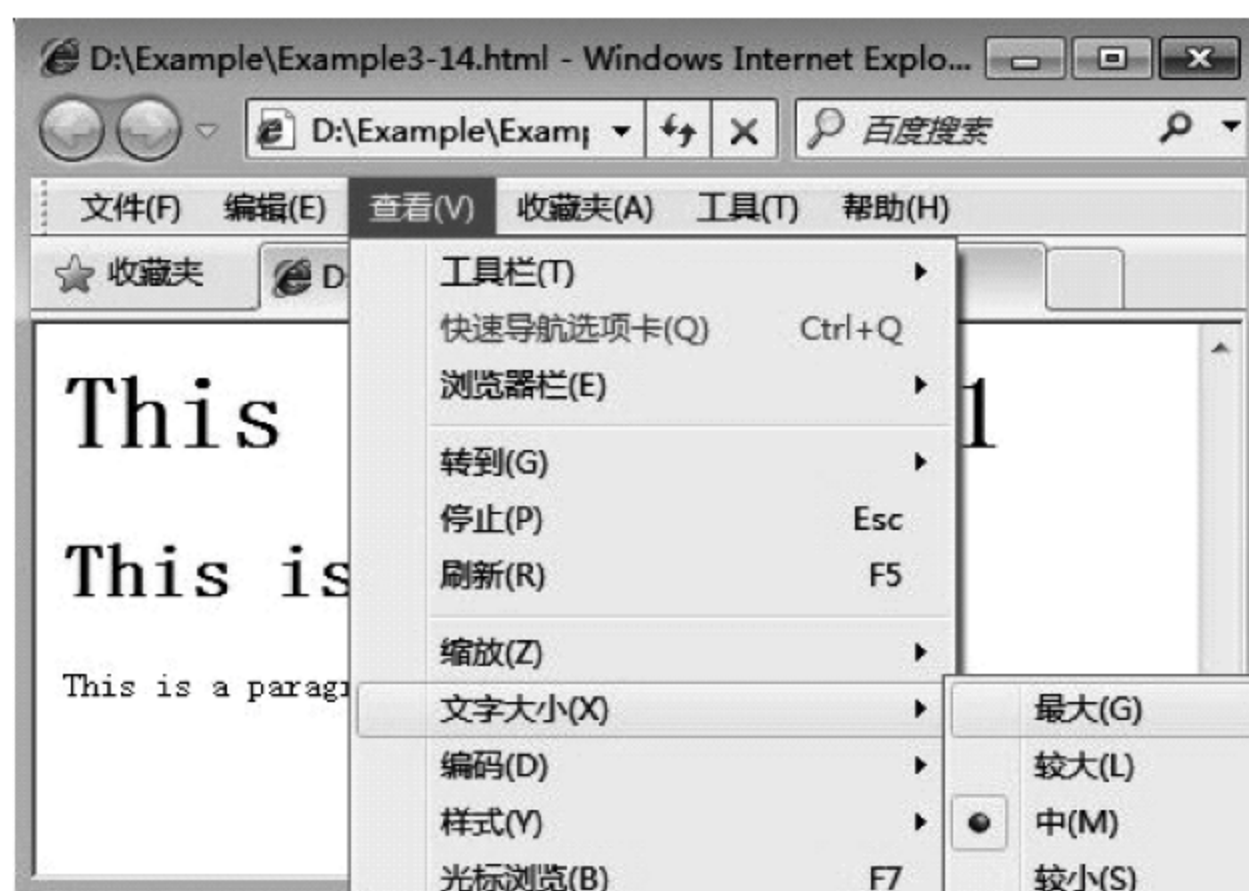 D:\Example\Example3-14.html - Windows Internet Explo...
D:\Example\Examp
百度搜索
文件(F) 编辑(E) 查看(V) 收藏夹(A) 工具(T) 帮助(H)
收藏夹 D
工具栏(T)
快速导航选项卡(Q) Ctrl+Q
浏览器栏(E)
This 1
转到(G)
停止(P) Esc
This is
刷新(R) F5
缩放(Z)
This is a paragr
文字大小(X) 最大(G)
编码(D) 较大(L)
样式(Y) 中(M)
光标浏览(B) F7 较小(S)